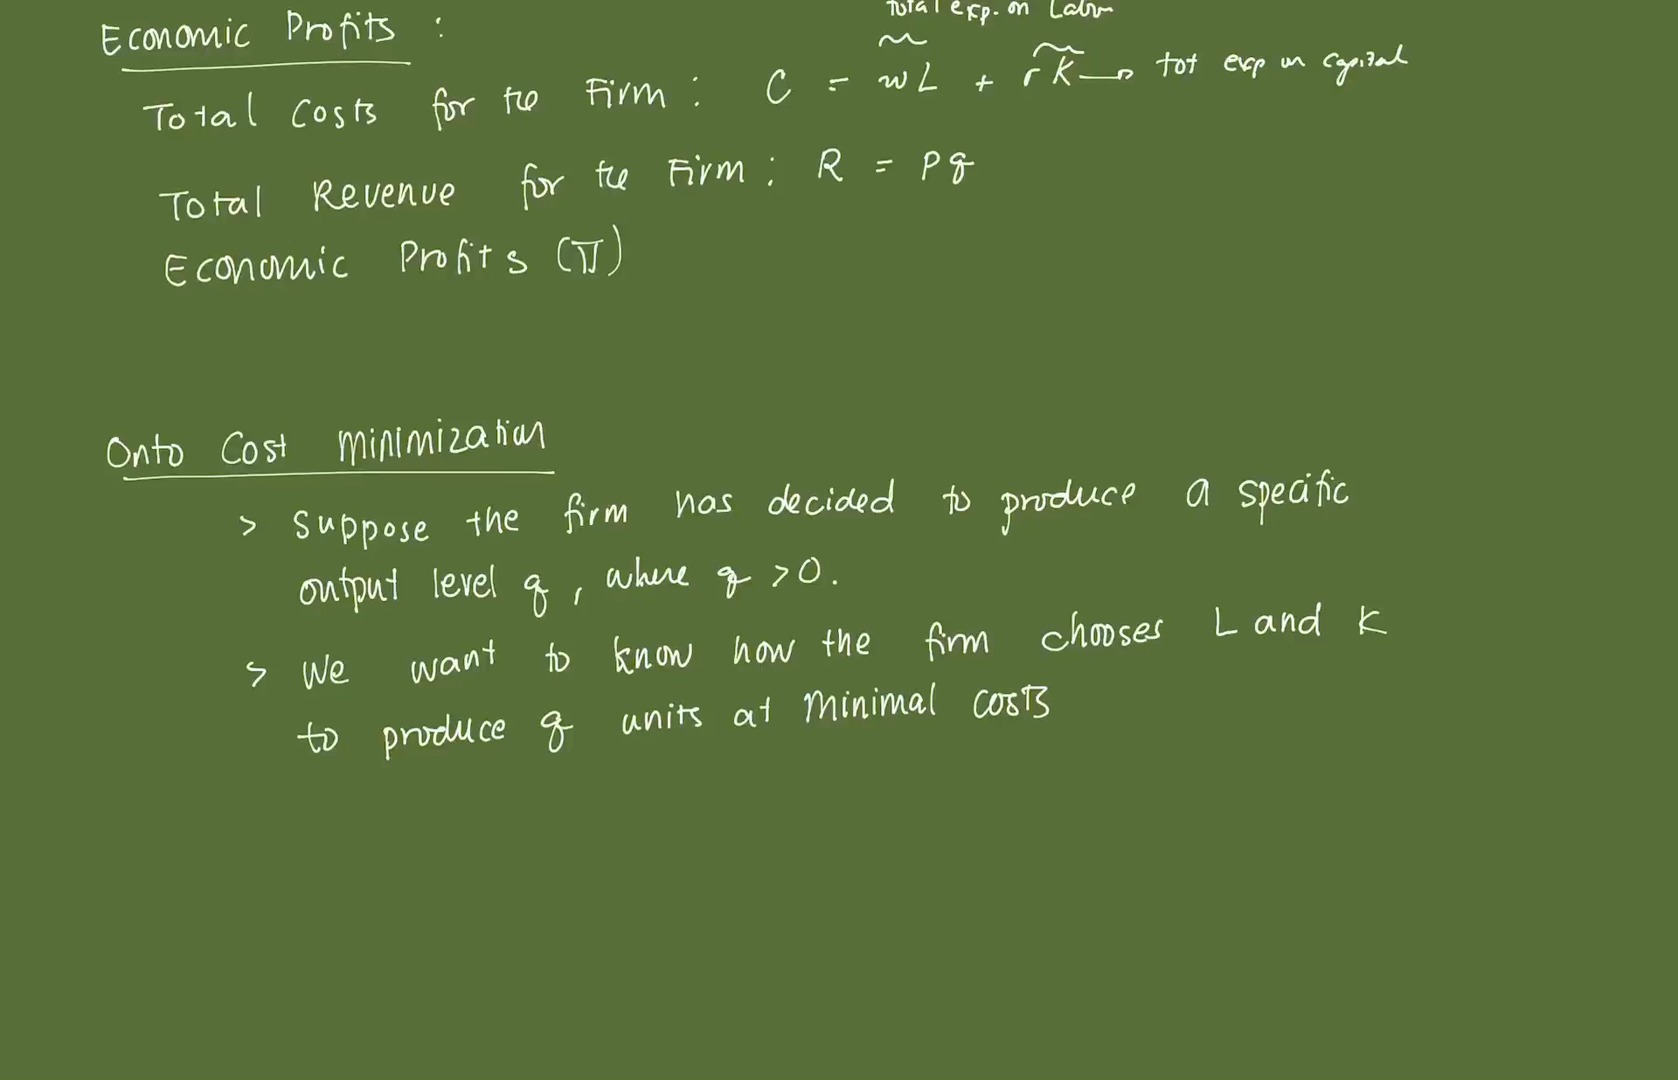 Total exp. on Labor
Economic Profits :
Total Costs for the Firm : C = wL + rK → tot exp on capital
Total Revenue for the Firm : R = pq
Economic Profits (π)
Onto Cost Minimization
> Suppose the firm has decided to produce a specific
output level q, where q > 0.
> We want to know how the firm chooses L and K
to produce q units at minimal costs